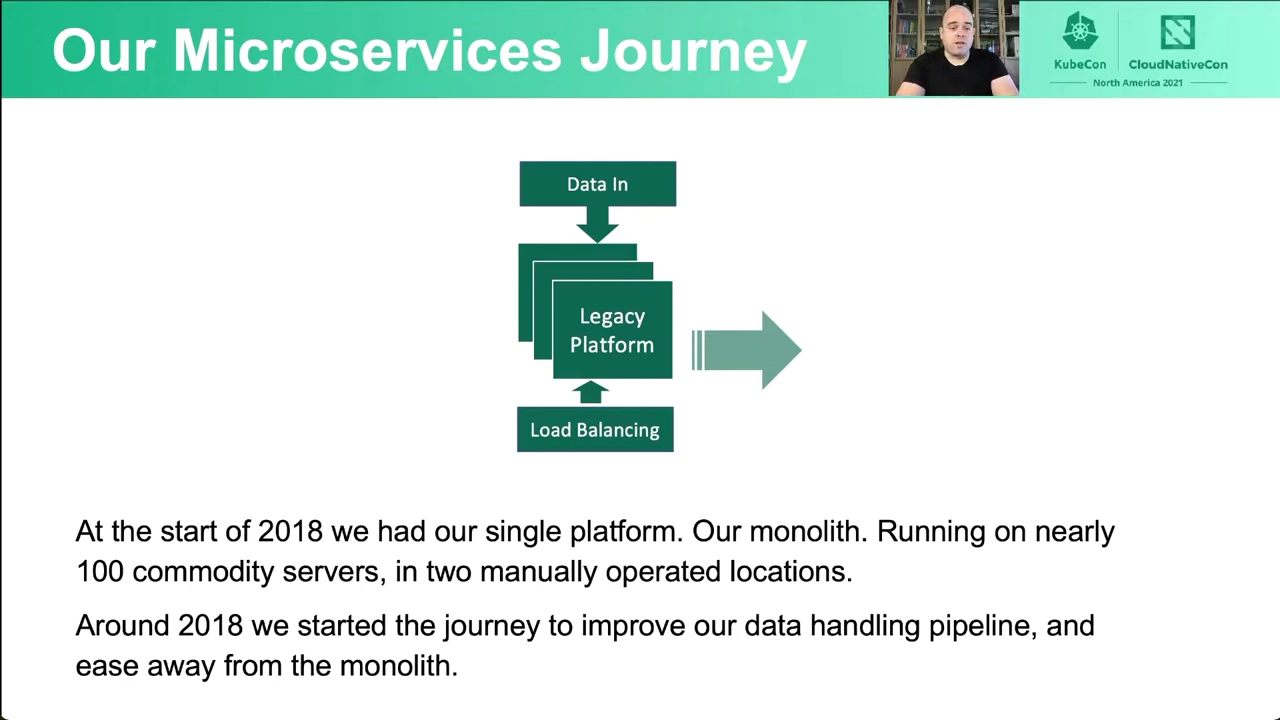 Our Microservices Journey
KubeCon
CloudNativeCon
North America 2021
Data In
Legacy
Platform
Load Balancing
At the start of 2018 we had our single platform. Our monolith. Running on nearly
100 commodity servers, in two manually operated locations.
Around 2018 we started the journey to improve our data handling pipeline, and
ease away from the monolith.